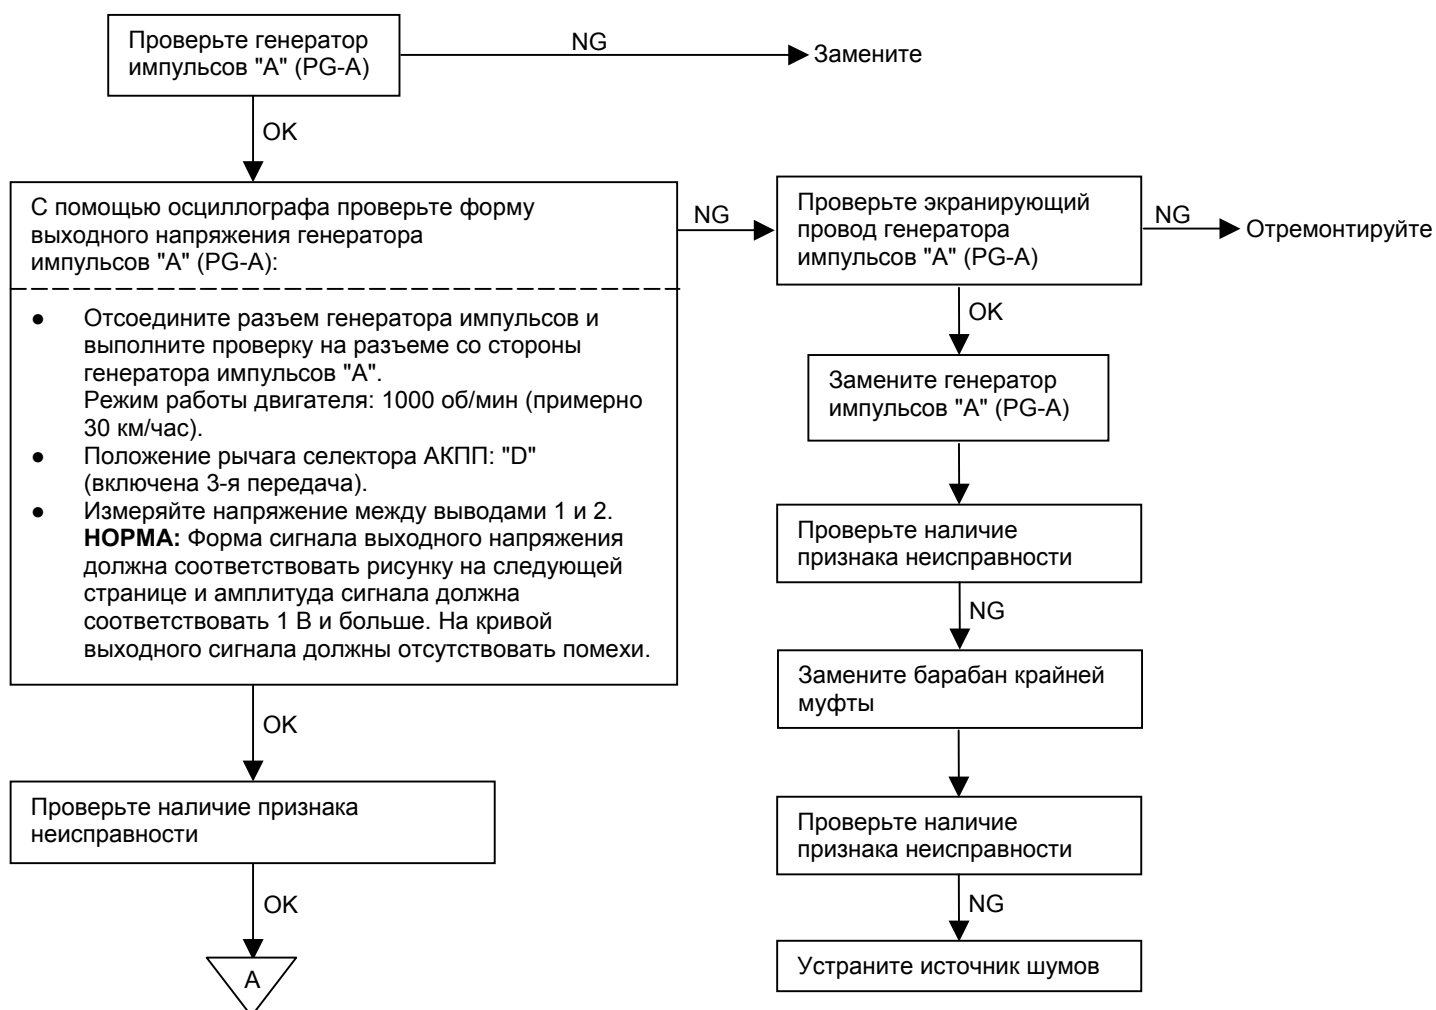 Проверьте генератор
импульсов "А" (PG-A)
NG
Замените
OK
С помощью осциллографа проверьте форму
выходного напряжения генератора
импульсов "А" (PG-A):
● Отсоедините разъем генератора импульсов и
выполните проверку на разъеме со стороны
генератора импульсов "А".
Режим работы двигателя: 1000 об/мин (примерно
30 км/час).
● Положение рычага селектора АКПП: "D"
(включена 3-я передача).
● Измеряйте напряжение между выводами 1 и 2.
НОРМА: Форма сигнала выходного напряжения
должна соответствовать рисунку на следующей
странице и амплитуда сигнала должна
соответствовать 1 В и больше. На кривой
выходного сигнала должны отсутствовать помехи.
OK
Проверьте наличие признака
неисправности
OK
A
NG
Проверьте экранирующий
провод генератора
импульсов "А" (PG-A)
NG
Отремонтируйте
OK
Замените генератор
импульсов "А" (PG-A)
Проверьте наличие
признака неисправности
NG
Замените барабан крайней
муфты
Проверьте наличие
признака неисправности
NG
Устраните источник шумов